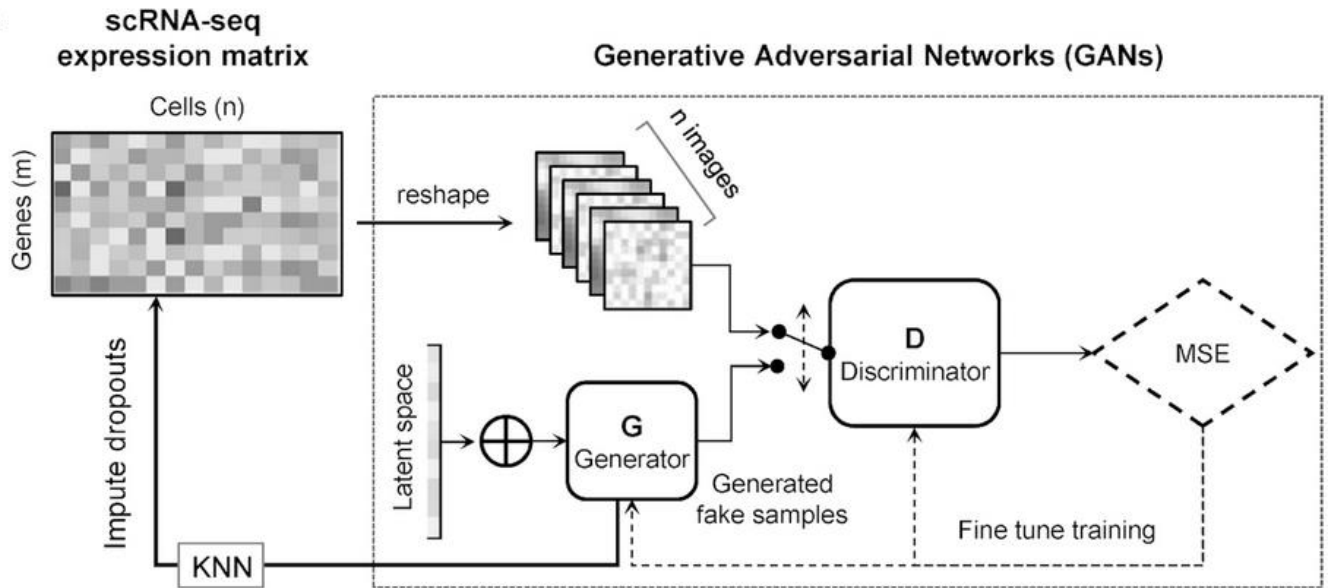 scRNA-seq
expression matrix
Generative Adversarial Networks (GANs)
Cells (n)
Genes (m)
reshape
n images
D
Discriminator
MSE
Latent space
G
Generator
Generated
fake samples
Fine tune training
Impute dropouts
KNN